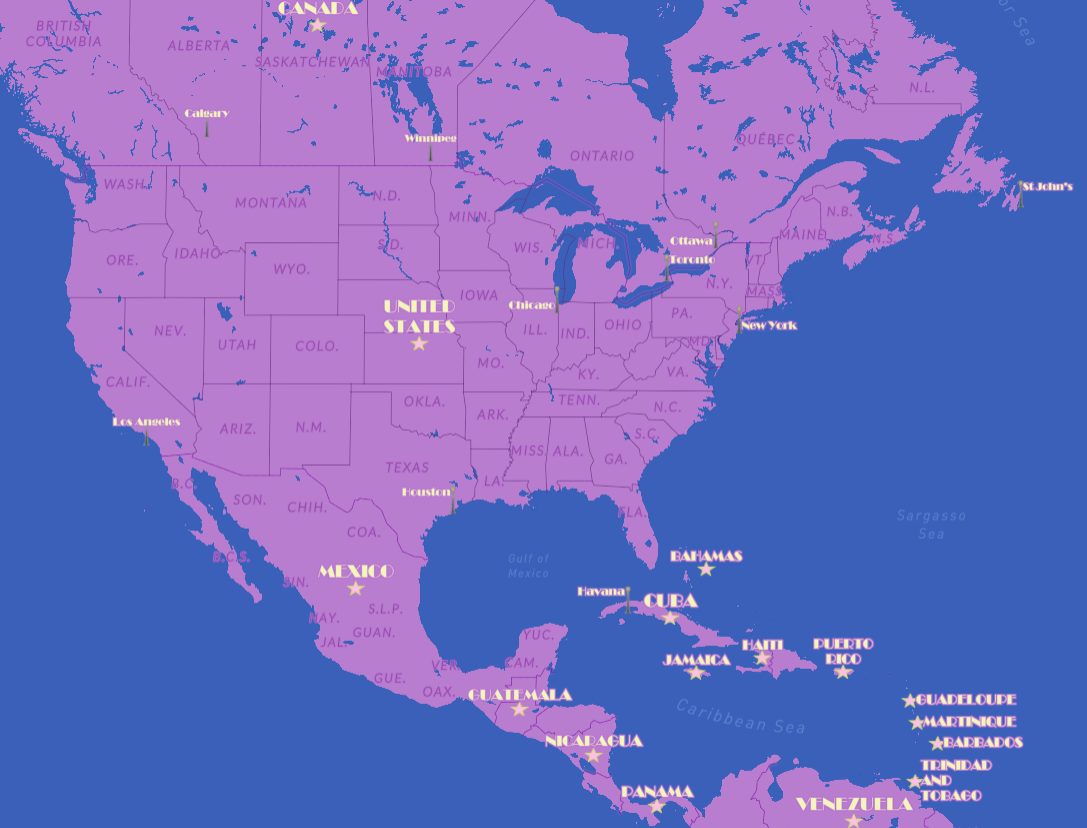 CANADA
BRITISH
COLUMBIA
ALBERTA
SASKATCHEWAN
MANITOBA
or Sea
N.L.
Calgary
Winnipeg
QUÉBEC
ONTARIO
WASH.
MONTANA
N.D.
MINN.
St John's
N.B.
MAINE
N.S.
ORE.
IDAHO
WYO.
S.D.
WIS.
MICH.
Ottawa
Toronto
VT.
N.Y.
MASS.
IOWA
Chicago
UNITED
STATES
NEV.
UTAH
COLO.
ILL.
IND.
OHIO
PA.
New York
MD.
CALIF.
MO.
KY.
VA.
OKLA.
ARK.
TENN.
N.C.
Los Angeles
ARIZ.
N.M.
S.C.
MISS.
ALA.
GA.
TEXAS
LA.
B.C.
SON.
CHIH.
Houston
FLA.
COA.
Sargasso
Sea
B.C.S.
Gulf of
Mexico
BAHAMAS
MEXICO
SIN.
Havana
CUBA
NAY.
S.L.P.
JAL.
GUAN.
YUC.
HAITI
PUERTO
RICO
JAMAICA
VER.
CAM.
GUE.
OAX.
GUATEMALA
GUADELOUPE
Caribbean Sea
MARTINIQUE
NICARAGUA
BARBADOS
TRINIDAD
AND
TOBAGO
PANAMA
VENEZUELA